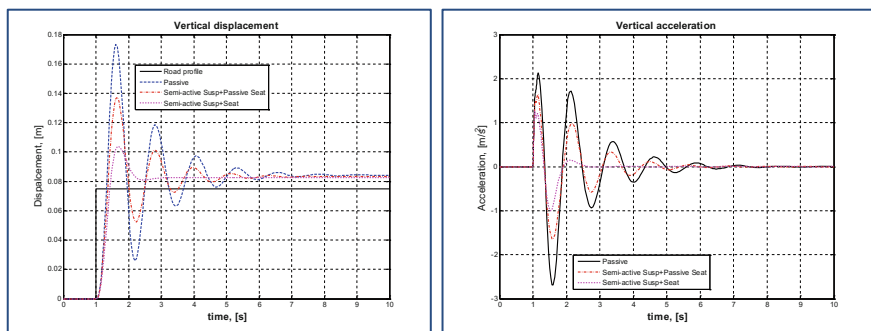 Vertical displacement
0.18
0.16
0.14
0.12
0.1
0.08
0.06
0.04
0.02
0
Displacement, [m]
Road profile
Passive
Semi-active Susp+Passive Seat
Semi-active Susp+Seat
0 1 2 3 4 5 6 7 8 9 10
time, [s]
Vertical acceleration
3
2
1
0
-1
-2
-3
Acceleration, [m/s²]
Passive
Semi-active Susp+Passive Seat
Semi-active Susp+Seat
0 1 2 3 4 5 6 7 8 9 10
time, [s]